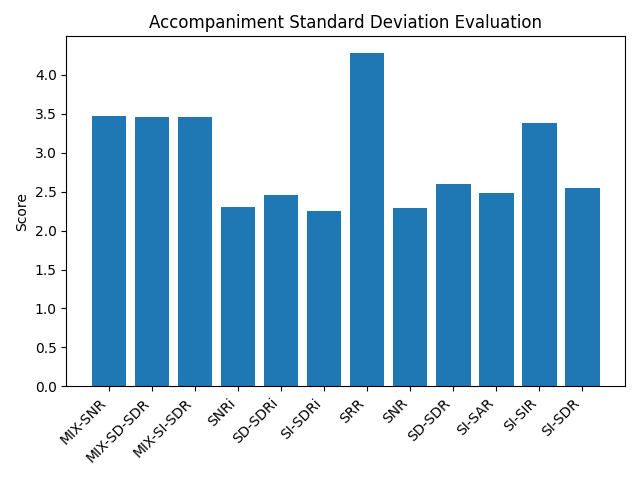 Accompaniment Standard Deviation Evaluation
Score
4.0
3.5
3.0
2.5
2.0
1.5
1.0
0.5
0.0
MIX-SNR
MIX-SD-SDR
MIX-SI-SDR
SNRi
SD-SDRi
SI-SDRi
SRR
SNR
SD-SDR
SI-SAR
SI-SIR
SI-SDR